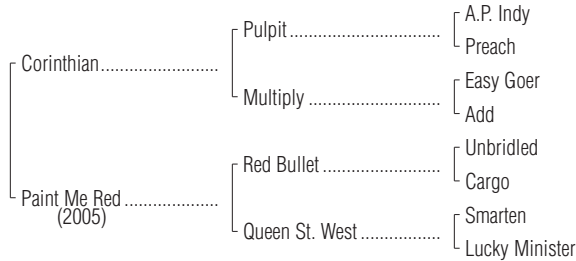 A.P. Indy
Pulpit
Preach
Corinthian
Easy Goer
Multiply
Add
Unbridled
Red Bullet
Cargo
Paint Me Red
(2005)
Smarten
Queen St. West
Lucky Minister